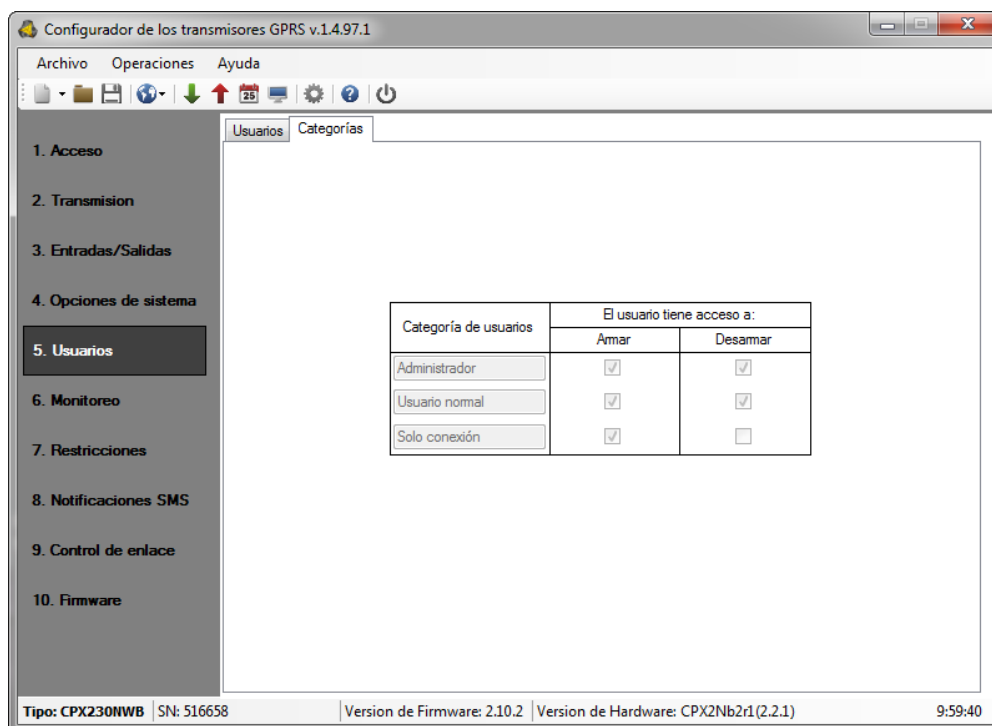 Configurador de los transmisores GPRS v.1.4.97.1
Archivo Operaciones Ayuda
25
Usuarios Categorías
1. Acceso
2. Transmision
3. Entradas/Salidas
4. Opciones de sistema
5. Usuarios
6. Monitoreo
7. Restricciones
8. Notificaciones SMS
9. Control de enlace
10. Firmware
Categoría de usuarios
El usuario tiene acceso a:
Armar Desarmar
Administrador
Usuario normal
Solo conexión
Tipo: CPX230NWB SN: 516658 Version de Firmware: 2.10.2 Version de Hardware: CPX2Nb2r1(2.2.1) 9:59:40